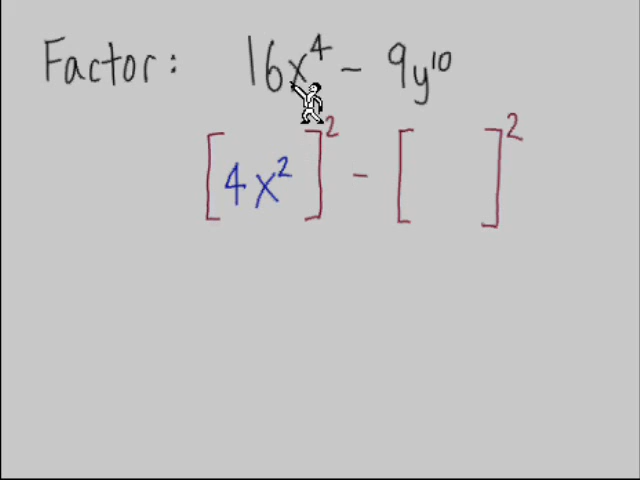 Factor: 16x⁴ - 9y¹⁰
[4x²]² - [ ]²